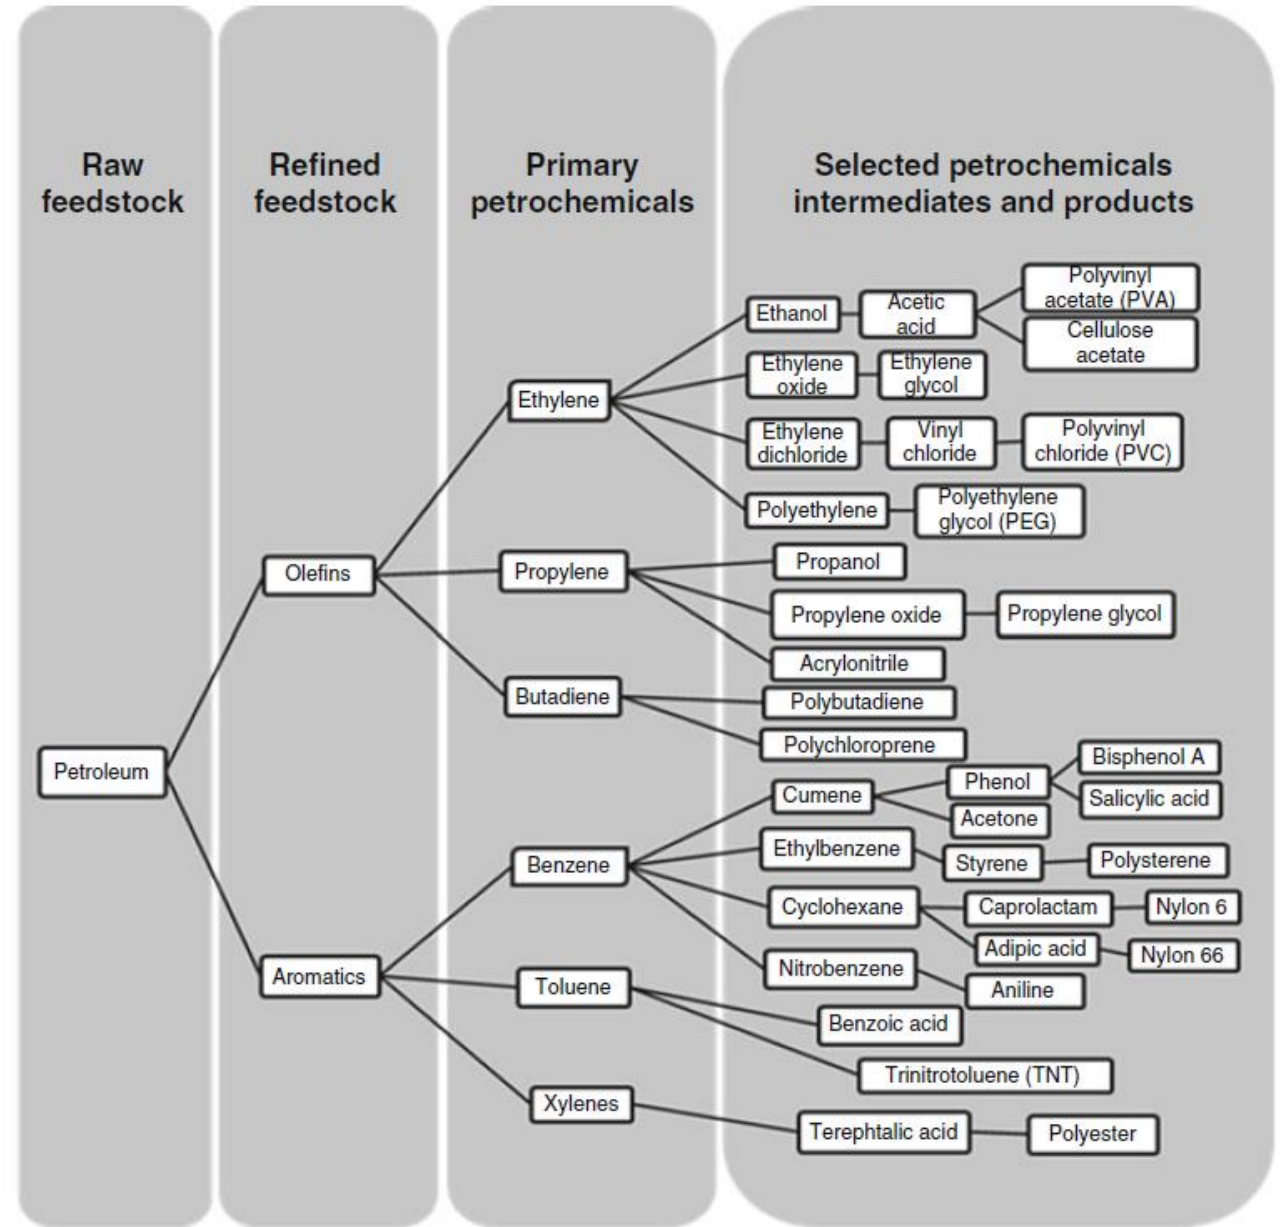 Raw
feedstock
Refined
feedstock
Primary
petrochemicals
Selected petrochemicals
intermediates and products
Petroleum
Olefins
Aromatics
Ethylene
Propylene
Butadiene
Benzene
Toluene
Xylenes
Ethanol
Acetic
acid
Polyvinyl
acetate (PVA)
Cellulose
acetate
Ethylene
oxide
Ethylene
glycol
Ethylene
dichloride
Vinyl
chloride
Polyvinyl
chloride (PVC)
Polyethylene
Polyethylene
glycol (PEG)
Propanol
Propylene oxide
Propylene glycol
Acrylonitrile
Polybutadiene
Polychloroprene
Cumene
Phenol
Bisphenol A
Salicylic acid
Acetone
Ethylbenzene
Styrene
Polysterene
Cyclohexane
Caprolactam
Nylon 6
Adipic acid
Nylon 66
Nitrobenzene
Aniline
Benzoic acid
Trinitrotoluene (TNT)
Terephtalic acid
Polyester